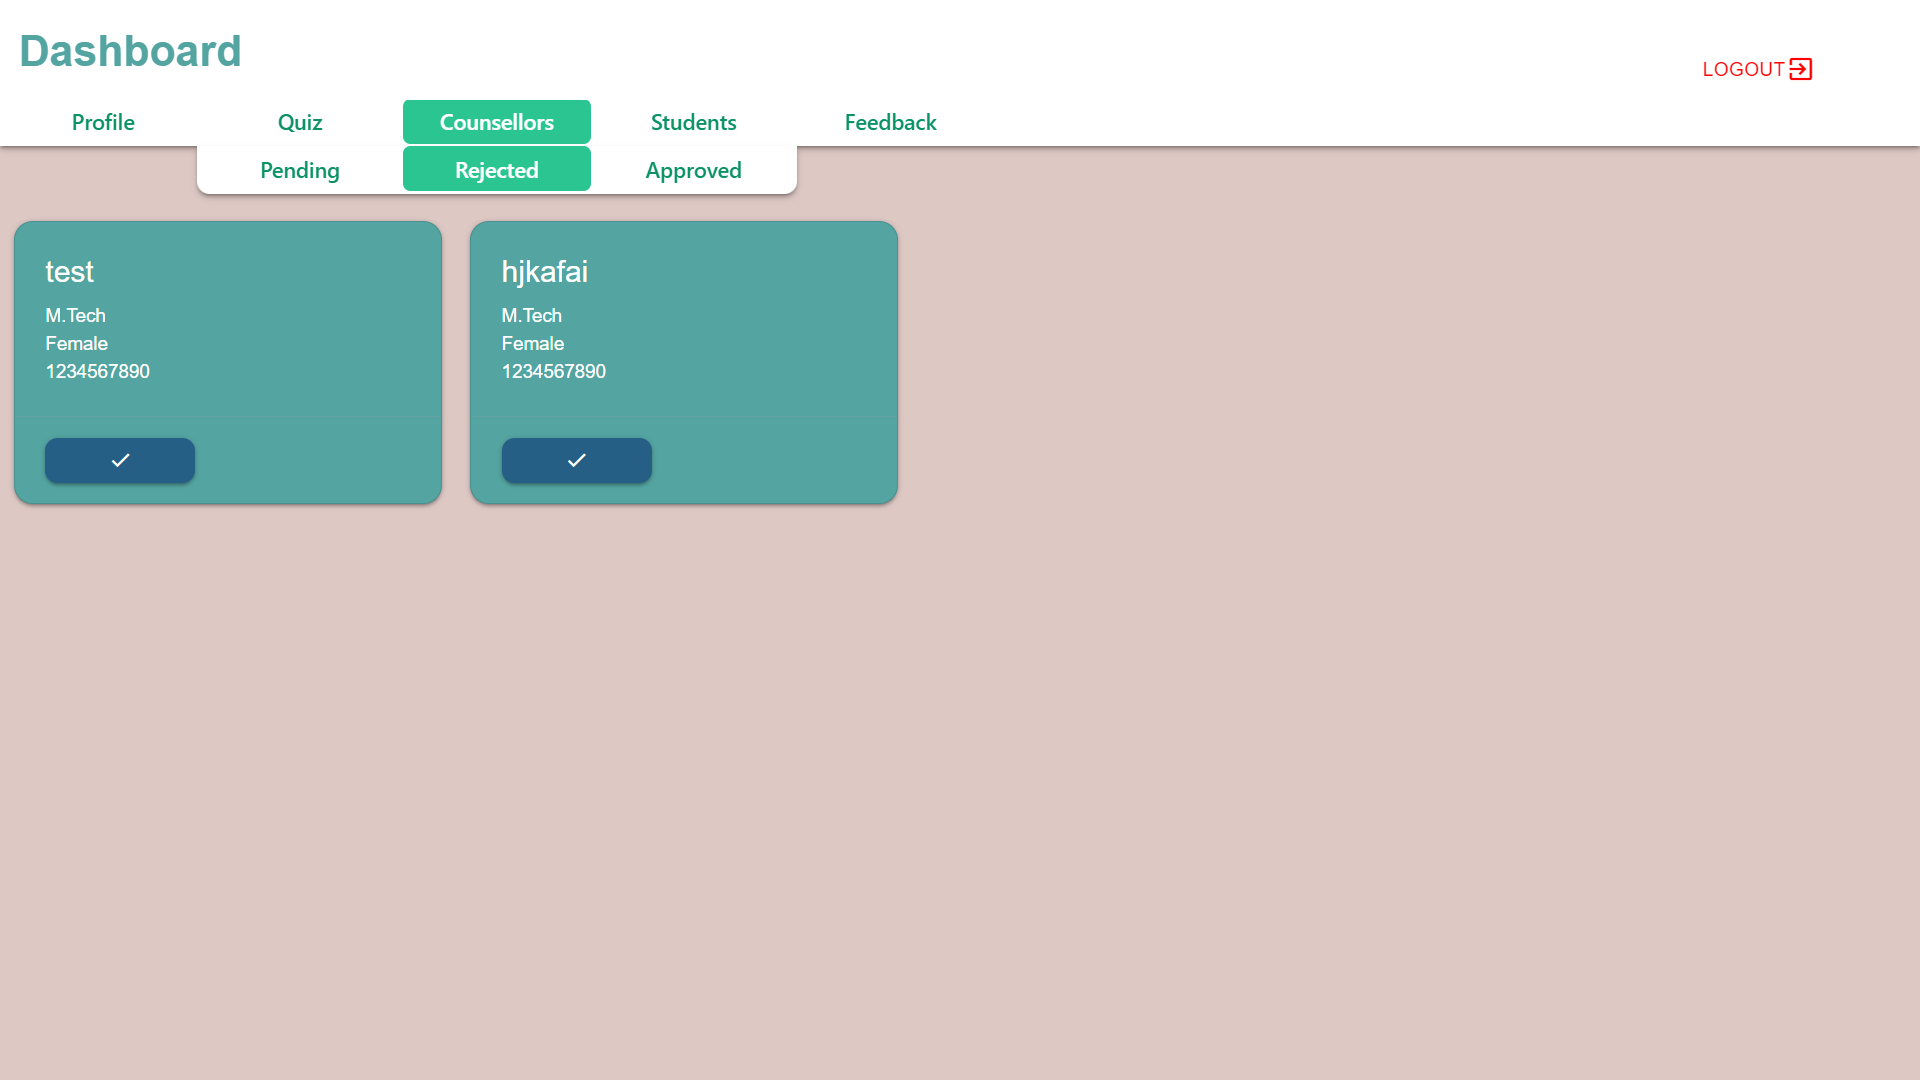 Dashboard
LOGOUT
Profile
Quiz
Counsellors
Students
Feedback
Pending
Rejected
Approved
test
M.Tech
Female
1234567890
hjkafai
M.Tech
Female
1234567890